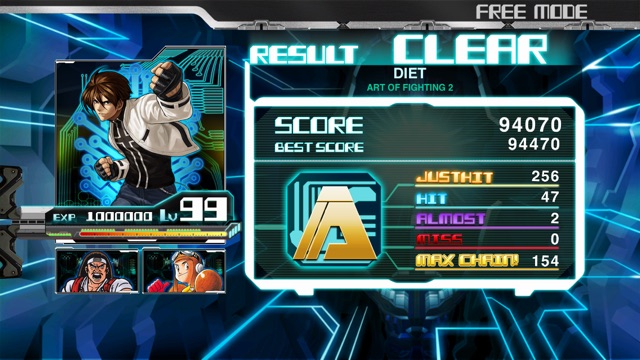 FREE MODE
RESULT CLEAR
DIET
ART OF FIGHTING 2
SCORE 94070
BEST SCORE 94470
JUSTHIT 256
HIT 47
ALMOST 2
MISS 0
MAX CHAIN! 154
A
EXP 1000000 Lv 99